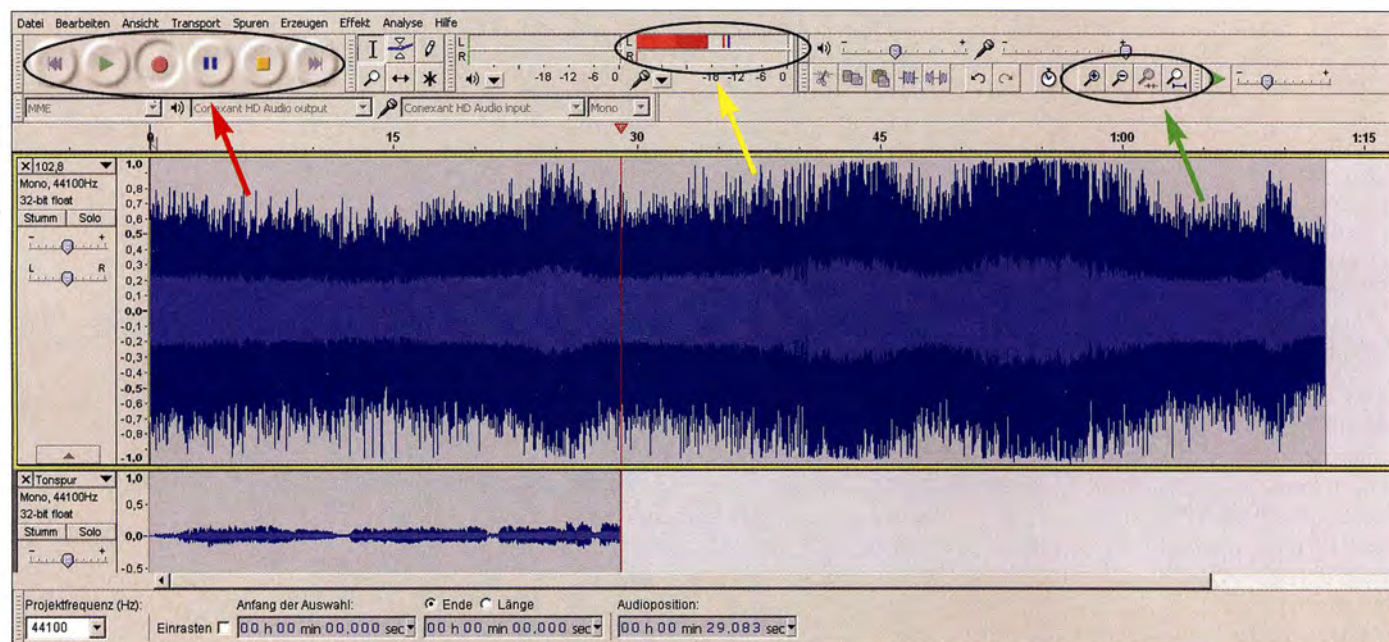 Datei Bearbeiten Ansicht Transport Spuren Erzeugen Effekt Analyse Hilfe
L
R
-18 -12 -6 0
L
R
-18 -12 -6 0
- +
- +
- +
MME Conexant HD Audio output Conexant HD Audio input Mono
0 15 30 45 1:00 1:15
X 102,8
Mono, 44100Hz
32-bit float
Stumm Solo
- +
L R
1,0
0,8-
0,7-
0,6-
0,5-
0,4-
0,3-
0,2-
0,1-
0,0-
-0,1-
-0,2-
-0,3-
-0,4-
-0,5-
-0,6-
-0,7-
-0,8-
-1,0
X Tonspur
Mono, 44100Hz
32-bit float
Stumm Solo
- +
1,0
0,5-
0,0-
-0,5-
Projektfrequenz (Hz): Anfang der Auswahl: Ende Länge Audioposition:
44100 Einrasten 00 h 00 min 00,000 sec 00 h 00 min 00,000 sec 00 h 00 min 29,083 sec